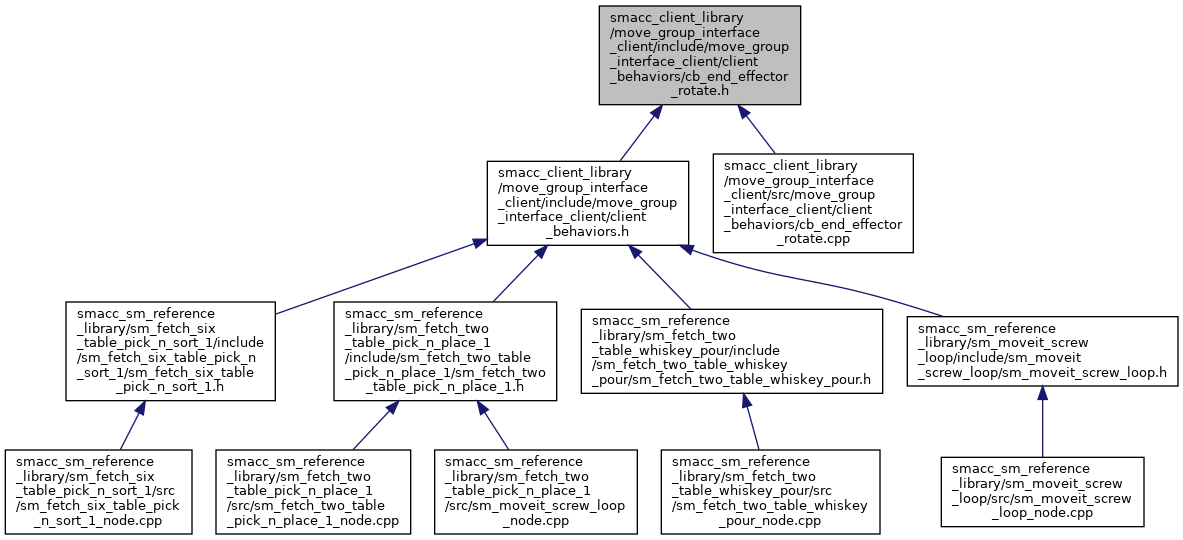 smacc_client_library
/move_group_interface
_client/include/move_group
_interface_client/client
_behaviors/cb_end_effector
_rotate.h
smacc_client_library
/move_group_interface
_client/include/move_group
_interface_client/client
_behaviors.h
smacc_client_library
/move_group_interface
_client/src/move_group
_interface_client/client
_behaviors/cb_end_effector
_rotate.cpp
smacc_sm_reference
_library/sm_fetch_six
_table_pick_n_sort_1/include
/sm_fetch_six_table_pick_n
_sort_1/sm_fetch_six_table
_pick_n_sort_1.h
smacc_sm_reference
_library/sm_fetch_two
_table_pick_n_place_1
/include/sm_fetch_two_table
_pick_n_place_1/sm_fetch_two
_table_pick_n_place_1.h
smacc_sm_reference
_library/sm_fetch_two
_table_whiskey_pour/include
/sm_fetch_two_table_whiskey
_pour/sm_fetch_two_table_whiskey_pour.h
smacc_sm_reference
_library/sm_moveit_screw
_loop/include/sm_moveit
_screw_loop/sm_moveit_screw_loop.h
smacc_sm_reference
_library/sm_fetch_six
_table_pick_n_sort_1/src
/sm_fetch_six_table_pick
_n_sort_1_node.cpp
smacc_sm_reference
_library/sm_fetch_two
_table_pick_n_place_1
/src/sm_fetch_two_table
_pick_n_place_1_node.cpp
smacc_sm_reference
_library/sm_fetch_two
_table_pick_n_place_1
/src/sm_moveit_screw_loop
_node.cpp
smacc_sm_reference
_library/sm_fetch_two
_table_whiskey_pour/src
/sm_fetch_two_table_whiskey
_pour_node.cpp
smacc_sm_reference
_library/sm_moveit_screw
_loop/src/sm_moveit_screw
_loop_node.cpp